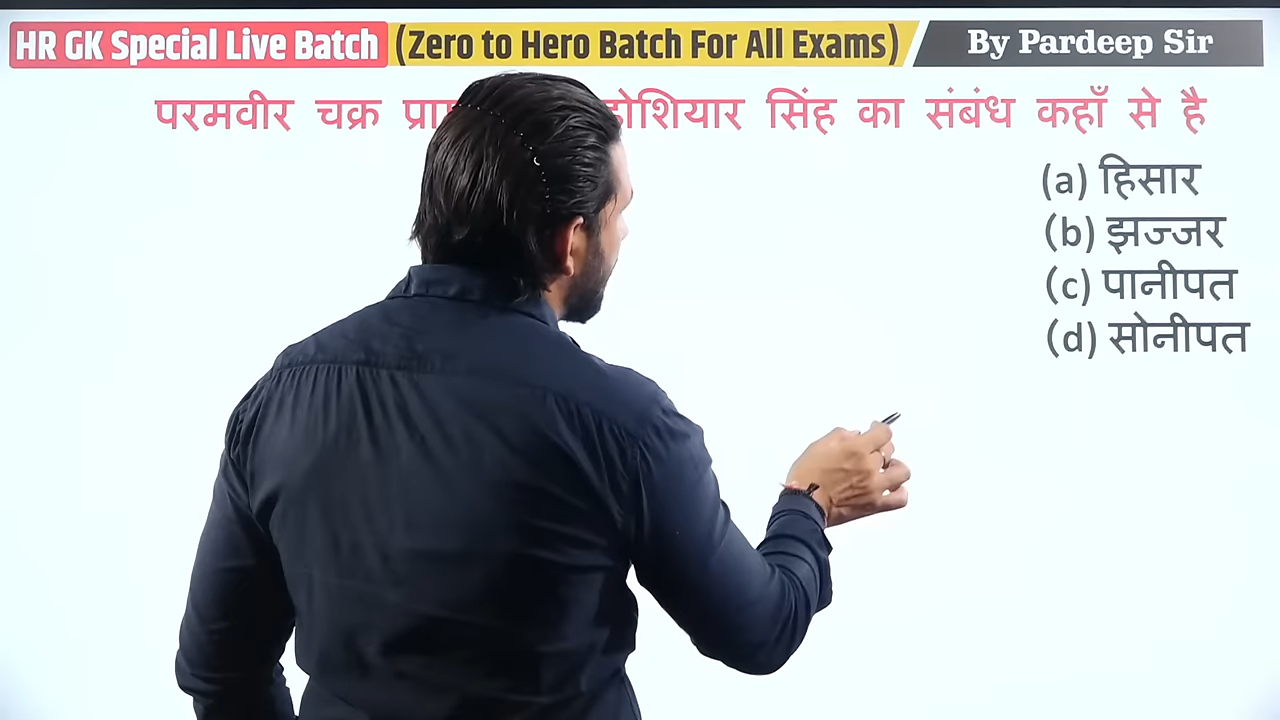 HR GK Special Live Batch (Zero to Hero Batch For All Exams) By Pardeep Sir
परमवीर चक्र होशियार सिंह का संबंध कहाँ से है
(a) हिसार
(b) झज्जर
(c) पानीपत
(d) सोनीपत